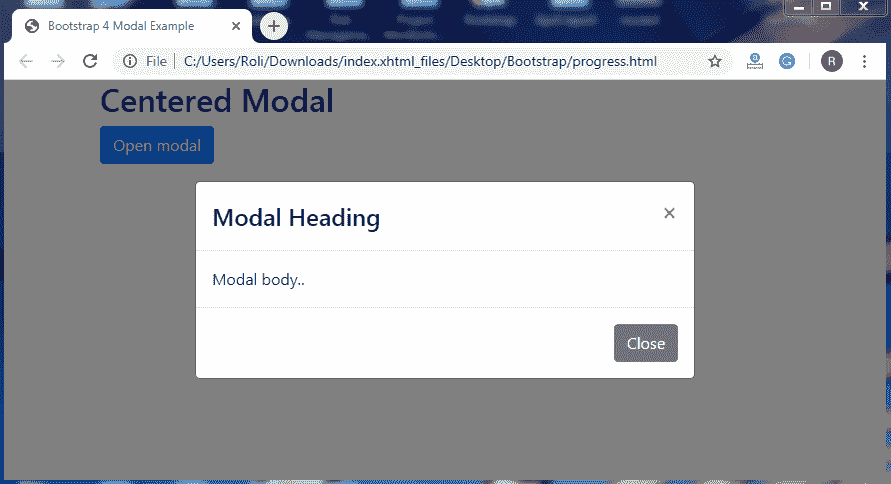 Bootstrap 4 Modal Example
File C:/Users/Roli/Downloads/index.xhtml_files/Desktop/Bootstrap/progress.html
R
Centered Modal
Open modal
Modal Heading
×
Modal body..
Close